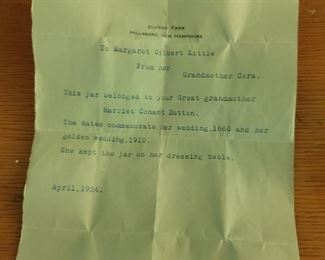 Dutton Farm
Hillsboro New Hampshire
To Margaret Gilbert Little
From her
Grandmother Cora.
This jar belonged to your Great grandmother
Harriet Conant Dutton.
The dates commemorate her wedding,1860 and her
golden wedding,1910.
She kept the jar on her dressing table.
April,1924.